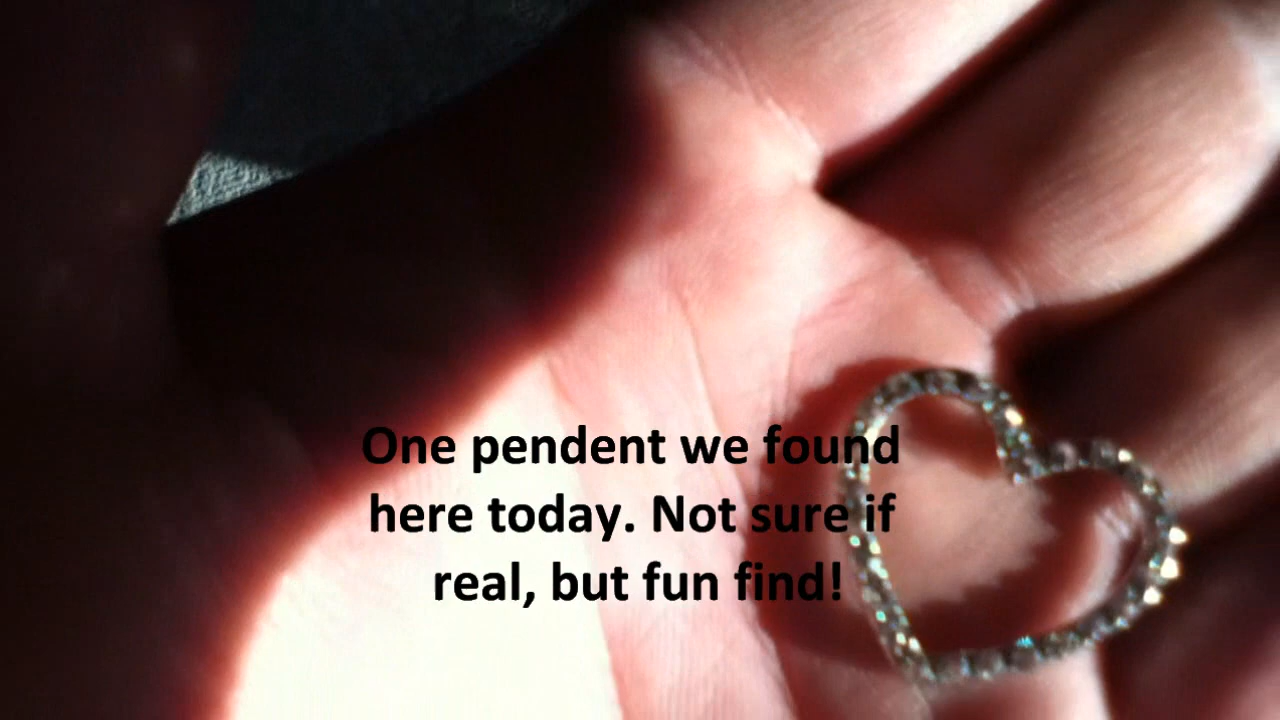 One pendent we found
here today. Not sure if
real, but fun find!